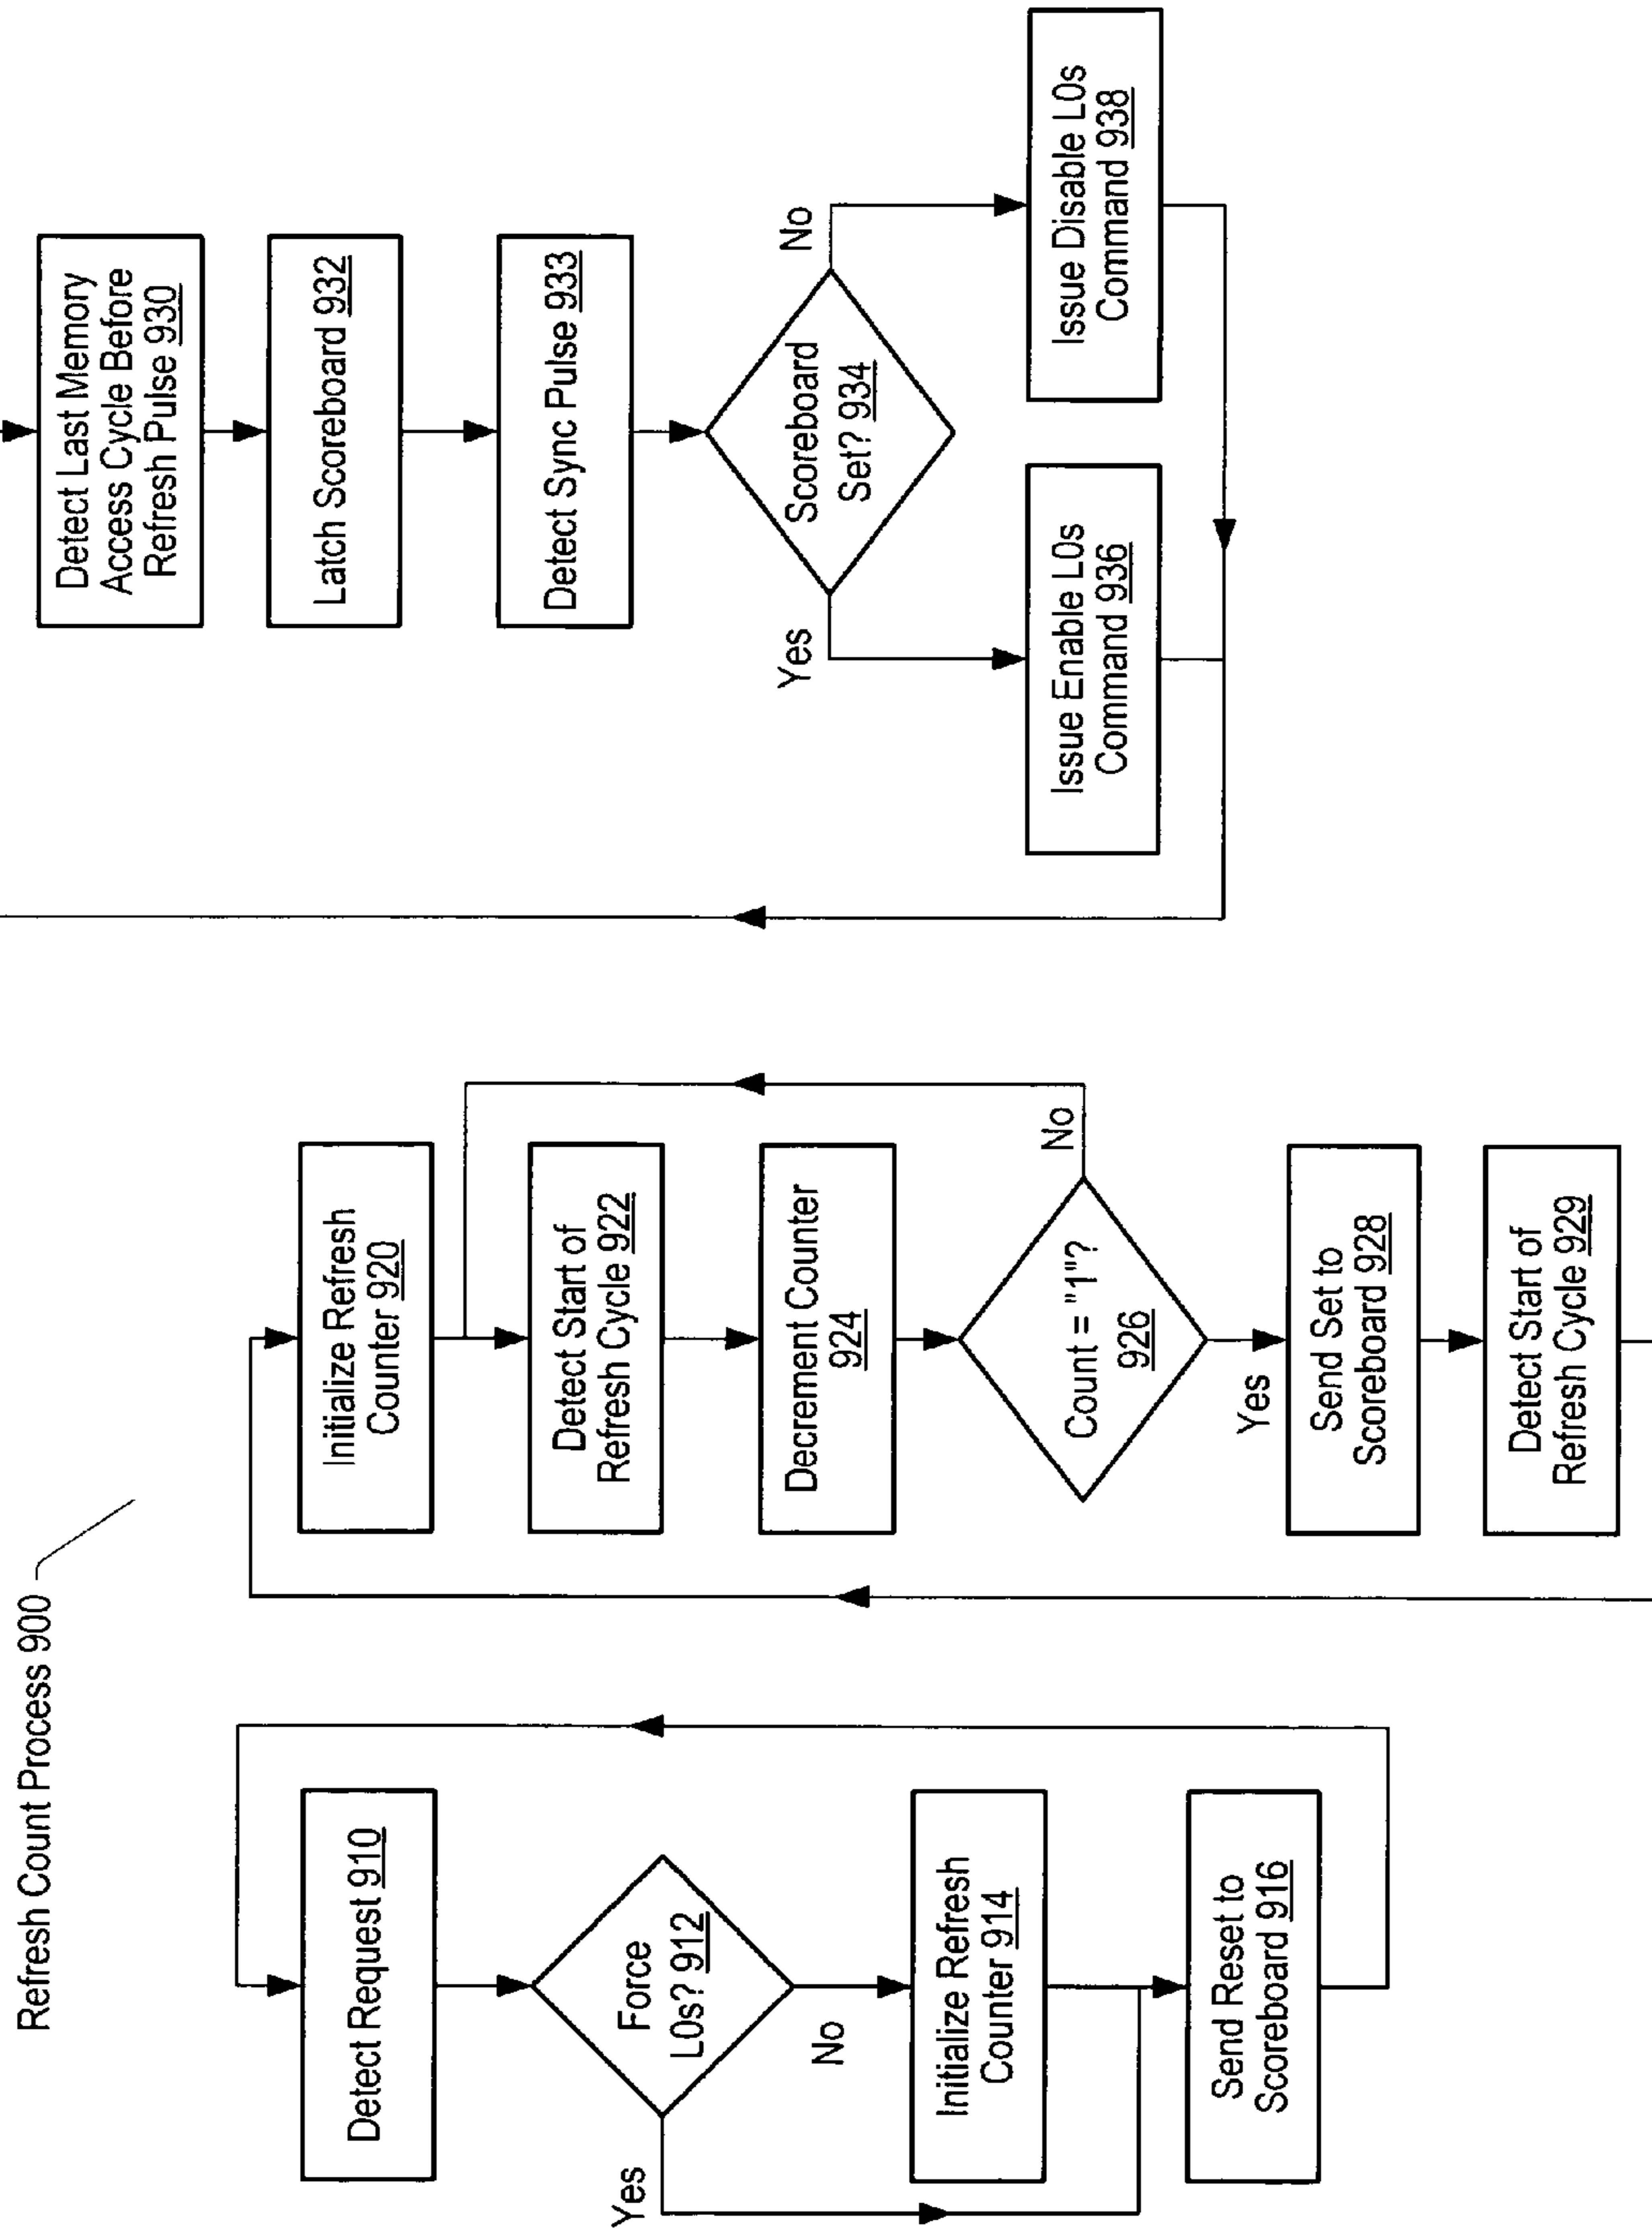 Refresh Count Process 900
Detect Request 910
Force
L0s? 912
Yes
No
Initialize Refresh
Counter 914
Send Reset to
Scoreboard 916
Initialize Refresh
Counter 920
Detect Start of
Refresh Cycle 922
Decrement Counter
924
Count = "1"?
926
No
Yes
Send Set to
Scoreboard 928
Detect Start of
Refresh Cycle 929
Detect Last Memory
Access Cycle Before
Refresh Pulse 930
Latch Scoreboard 932
Detect Sync Pulse 933
Scoreboard
Set? 934
Yes
No
Issue Enable L0s
Command 936
Issue Disable L0s
Command 938